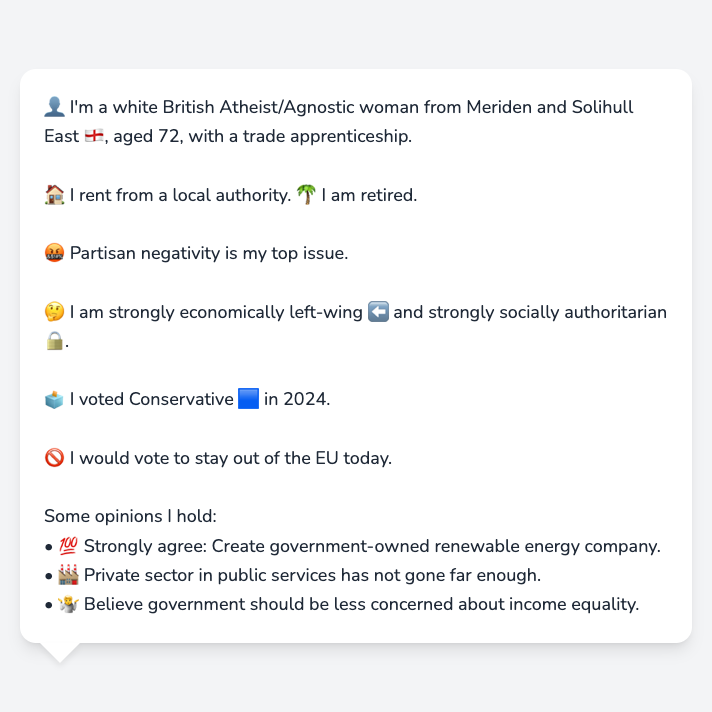 👤 I'm a white British Atheist/Agnostic woman from Meriden and Solihull
East 🏴󠁧󠁢󠁥󠁮󠁧󠁿, aged 72, with a trade apprenticeship.
🏠 I rent from a local authority. 🌴 I am retired.
🤬 Partisan negativity is my top issue.
🤔 I am strongly economically left-wing ⬅️ and strongly socially authoritarian
🔒.
🗳️ I voted Conservative 🟦 in 2024.
🚫 I would vote to stay out of the EU today.
Some opinions I hold:
• 💯 Strongly agree: Create government-owned renewable energy company.
• 🏭 Private sector in public services has not gone far enough.
• 🤷 Believe government should be less concerned about income equality.